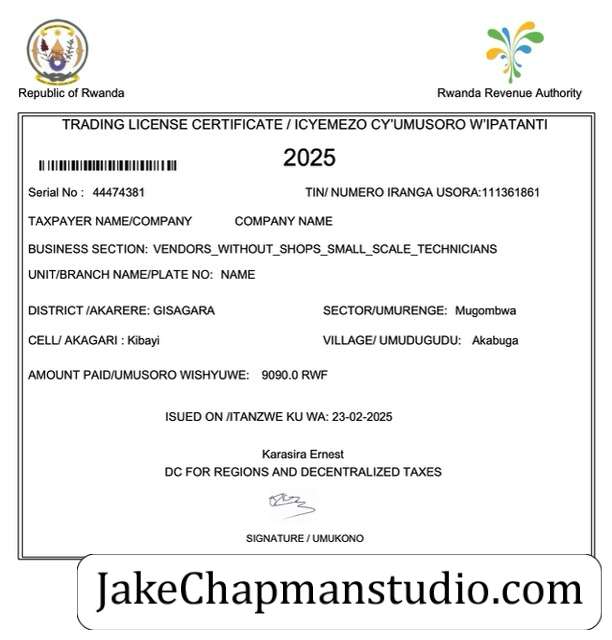 Republic of Rwanda
Rwanda Revenue Authority
TRADING LICENSE CERTIFICATE / ICYEMEZO CY'UMUSORO W'IPATANTI
2025
Serial No : 44474381
TIN/ NUMERO IRANGA USORA:111361861
TAXPAYER NAME/COMPANY COMPANY NAME
BUSINESS SECTION: VENDORS_WITHOUT_SHOPS_SMALL_SCALE_TECHNICIANS
UNIT/BRANCH NAME/PLATE NO: NAME
DISTRICT /AKARERE: GISAGARA
SECTOR/UMURENGE: Mugombwa
CELL/ AKAGARI : Kibayi
VILLAGE/ UMUDUGUDU: Akabuga
AMOUNT PAID/UMUSORO WISHYUWE: 9090.0 RWF
ISUED ON /ITANZWE KU WA: 23-02-2025
Karasira Ernest
DC FOR REGIONS AND DECENTRALIZED TAXES
SIGNATURE / UMUKONO
JakeChapmanstudio.com